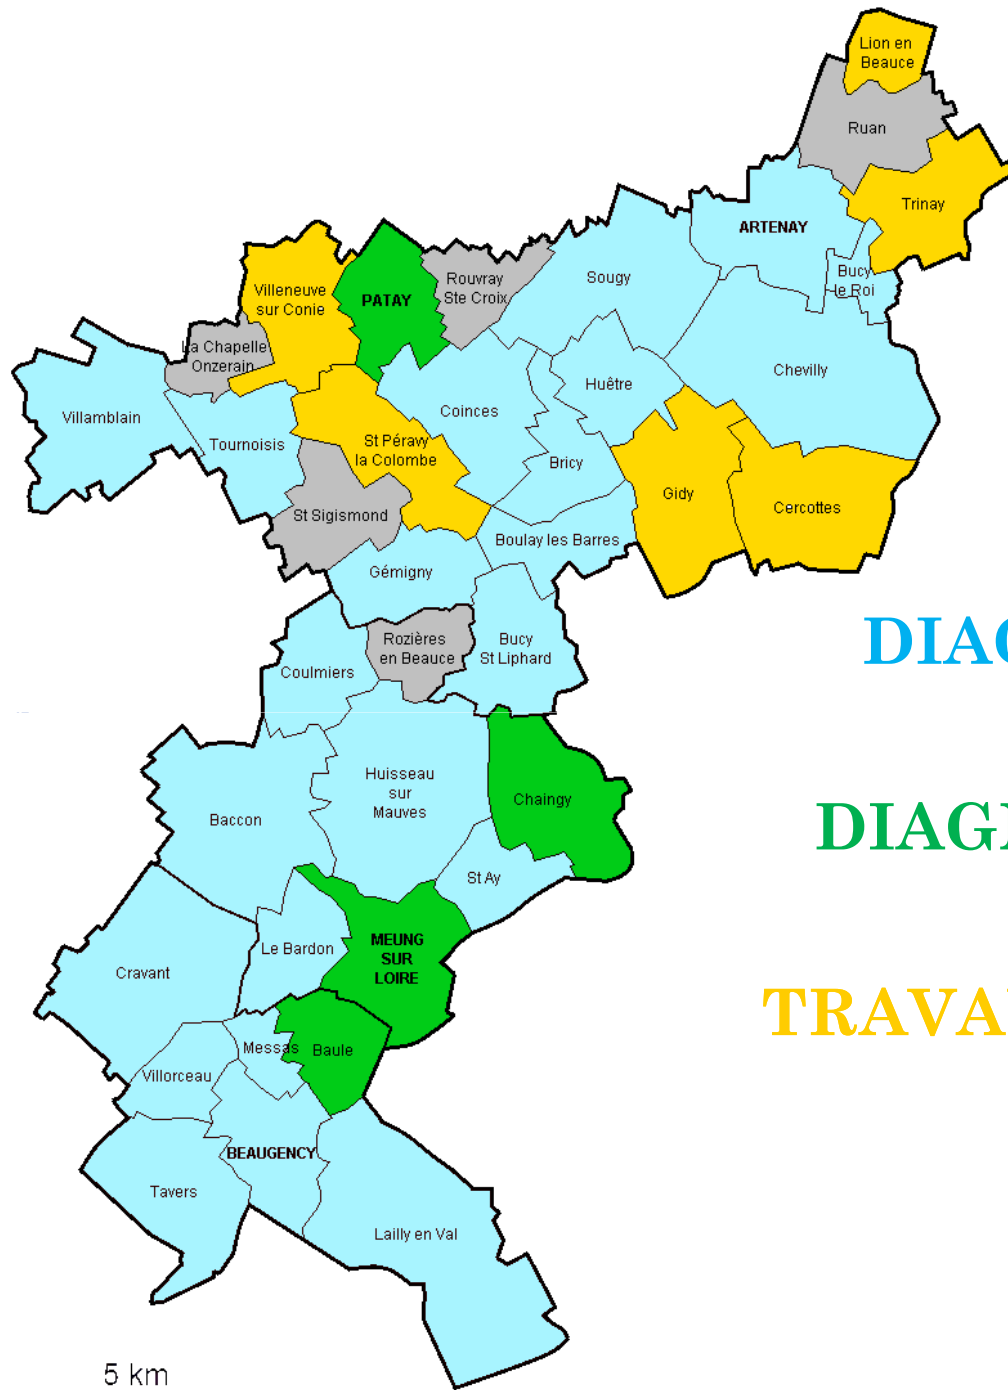 Lion en
Beauce
Ruan
Trinay
ARTENAY
Bucy
le Roi
Sougy
Rouvray
Ste Croix
PATAY
Villeneuve
sur Conie
La Chapelle
Onzerain
Villamblain
Tournoisis
St Péravy
la Colombe
Coinces
Huêtre
Chevilly
Bricy
Gidy
Cercottes
St Sigismond
Boulay les Barres
Gémigny
Rozières
en Beauce
Bucy
St Liphard
Coulmiers
DIAG
Huisseau
sur
Mauves
Chaingy
Baccon
DIAGN
St Ay
Le Bardon
MEUNG
SUR
LOIRE
Cravant
TRAVAU
Messas
Baule
Villorceau
BEAUGENCY
Tavers
Lailly en Val
5 km